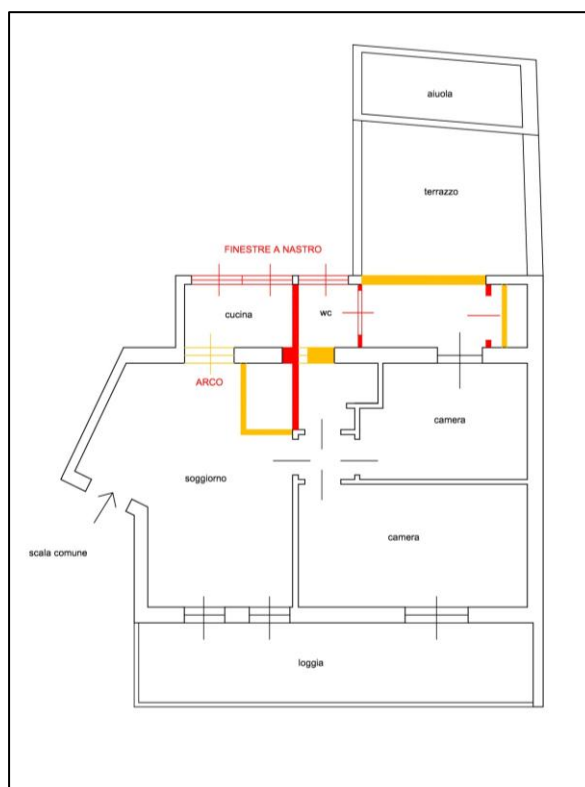 aiuola
terrazzo
FINESTRE A NASTRO
cucina
wc
ARCO
camera
soggiorno
camera
scala comune
loggia